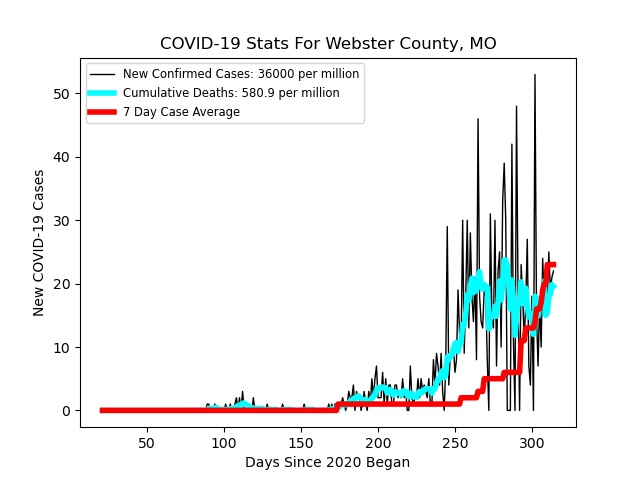 COVID-19 Stats For Webster County, MO
New Confirmed Cases: 36000 per million
Cumulative Deaths: 580.9 per million
7 Day Case Average
New COVID-19 Cases
50
40
30
20
10
0
50 100 150 200 250 300
Days Since 2020 Began